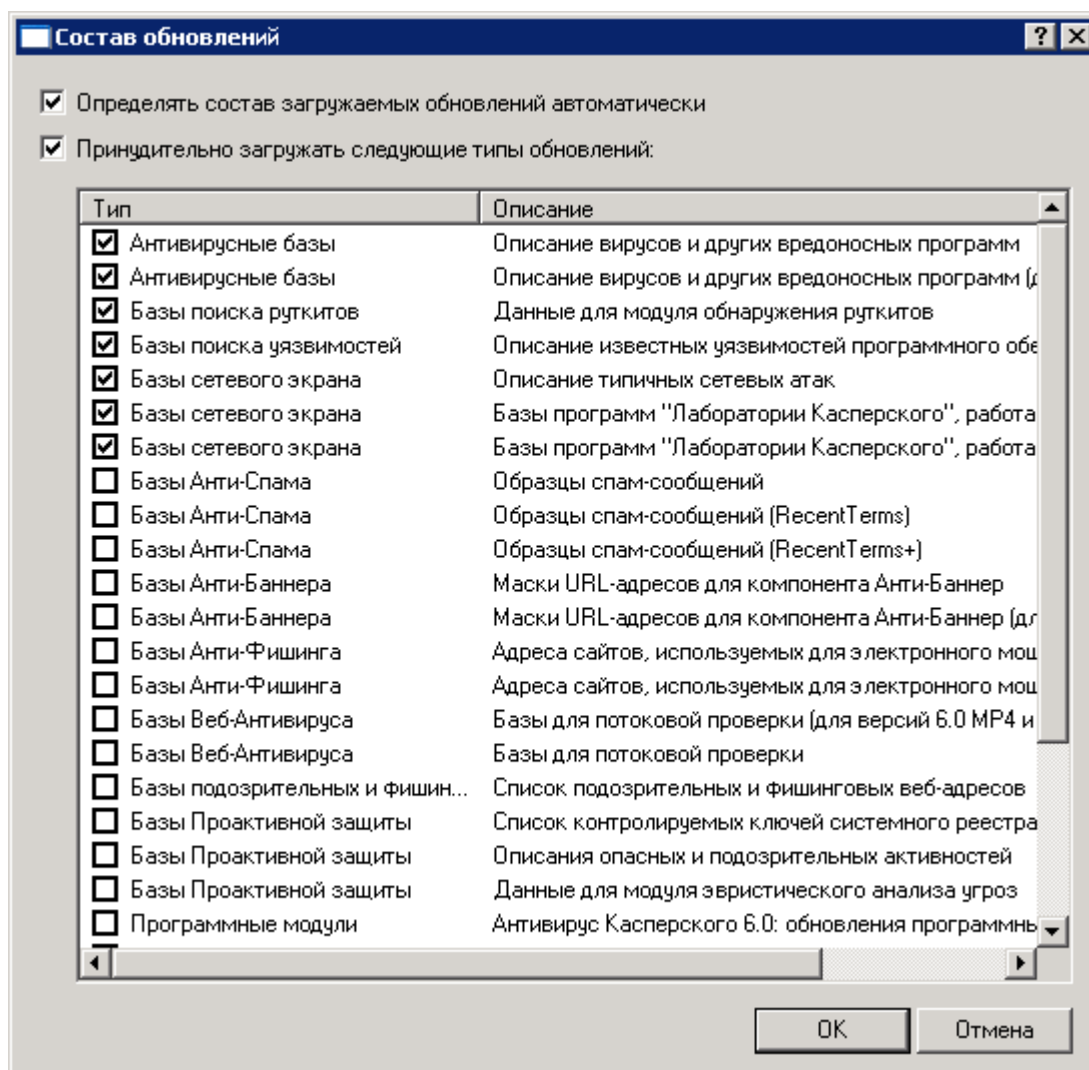 Состав обновлений
Определять состав загружаемых обновлений автоматически
Принудительно загружать следующие типы обновлений:
Тип Описание
Антивирусные базы Описание вирусов и других вредоносных программ
Антивирусные базы Описание вирусов и других вредоносных программ (д
Базы поиска руткитов Данные для модуля обнаружения руткитов
Базы поиска уязвимостей Описание известных уязвимостей программного обе
Базы сетевого экрана Описание типичных сетевых атак
Базы сетевого экрана Базы программ "Лаборатории Касперского", работа
Базы сетевого экрана Базы программ "Лаборатории Касперского", работа
Базы Анти-Спама Образцы спам-сообщений
Базы Анти-Спама Образцы спам-сообщений (RecentTerms)
Базы Анти-Спама Образцы спам-сообщений (RecentTerms+)
Базы Анти-Баннера Маски URL-адресов для компонента Анти-Баннер
Базы Анти-Баннера Маски URL-адресов для компонента Анти-Баннер (дл
Базы Анти-Фишинга Адреса сайтов, используемых для электронного мош
Базы Анти-Фишинга Адреса сайтов, используемых для электронного мош
Базы Веб-Антивируса Базы для потоковой проверки (для версий 6.0 MP4 и
Базы Веб-Антивируса Базы для потоковой проверки
Базы подозрительных и фишин... Список подозрительных и фишинговых веб-адресов
Базы Проактивной защиты Список контролируемых ключей системного реестра
Базы Проактивной защиты Описания опасных и подозрительных активностей
Базы Проактивной защиты Данные для модуля эвристического анализа угроз
Программные модули Антивирус Касперского 6.0: обновления программны
OK Отмена